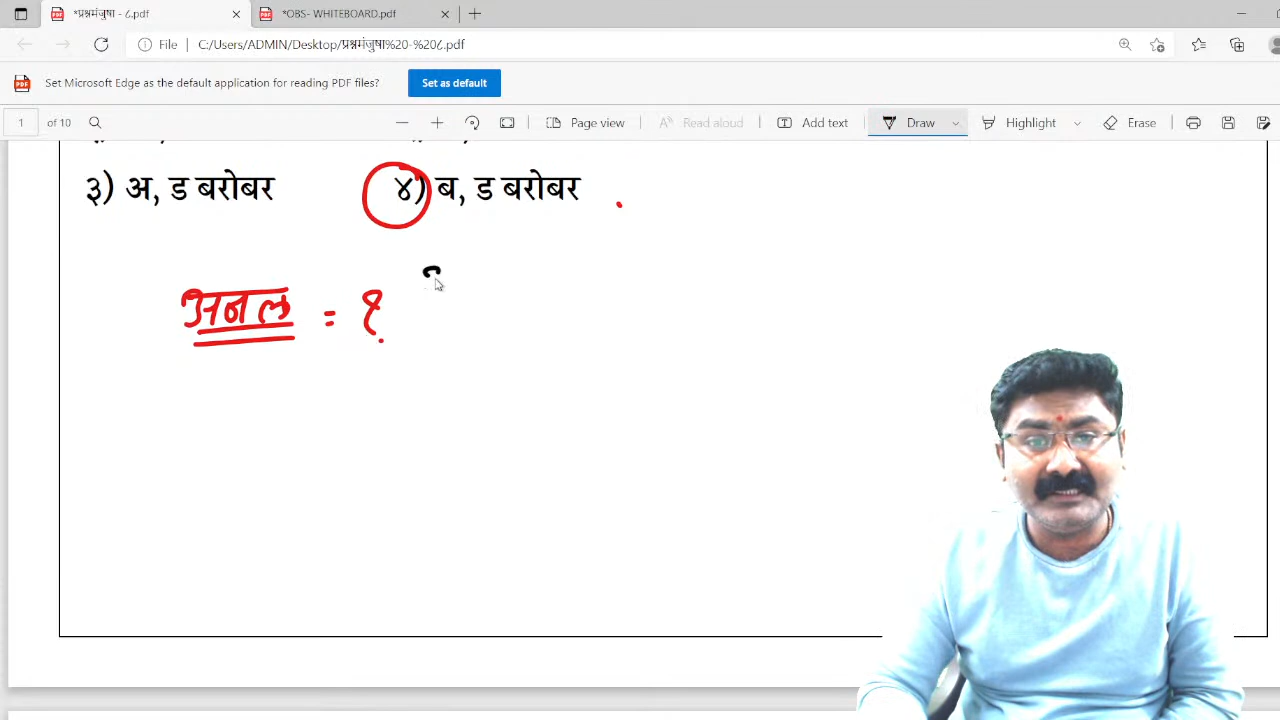 *प्रश्नमंजुषा - ८.pdf
*OBS- WHITEBOARD.pdf
File C:/Users/ADMIN/Desktop/प्रश्नमंजुषा%20-%20८.pdf
Set Microsoft Edge as the default application for reading PDF files? Set as default
1 of 10 Page view Read aloud Add text Draw Highlight Erase
३) अ, ड बरोबर ४) ब, ड बरोबर
अनल = १